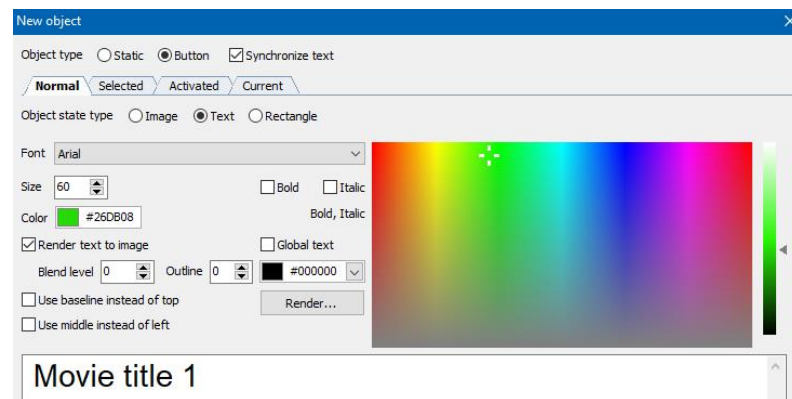 New object
Object type Static Button Synchronize text
Normal Selected Activated Current
Object state type Image Text Rectangle
Font Arial
Size 60 Bold Italic
Color #26DB08 Bold, Italic
Render text to image Global text
Blend level 0 Outline 0 #000000
Use baseline instead of top Render...
Use middle instead of left
Movie title 1